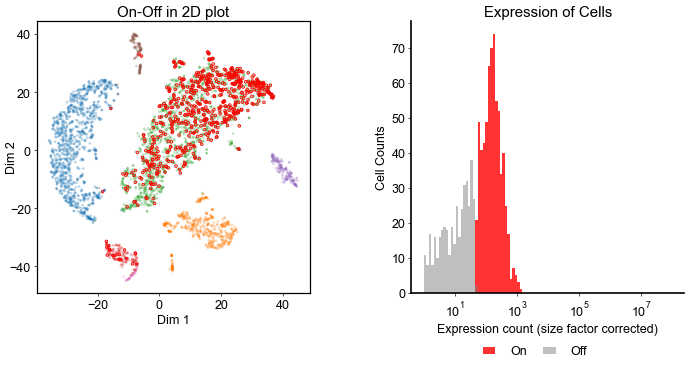 On-Off in 2D plot
Expression of Cells
40
20
0
−20
−40
Dim 2
−20
0
20
40
Dim 1
70
60
50
40
30
20
10
0
Cell Counts
10^1
10^3
10^5
10^7
Expression count (size factor corrected)
On
Off